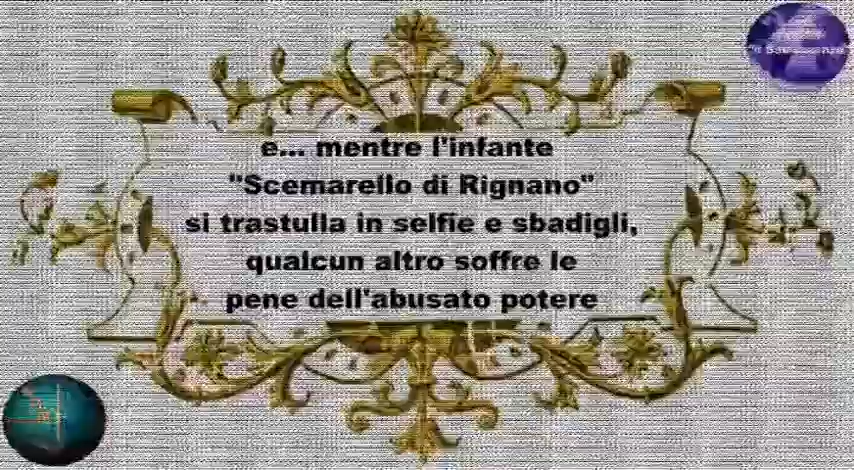 e... mentre l'infante
"Scemarello di Rignano"
si trastulla in selfie e sbadigli,
qualcun altro soffre le
pene dell'abusato potere